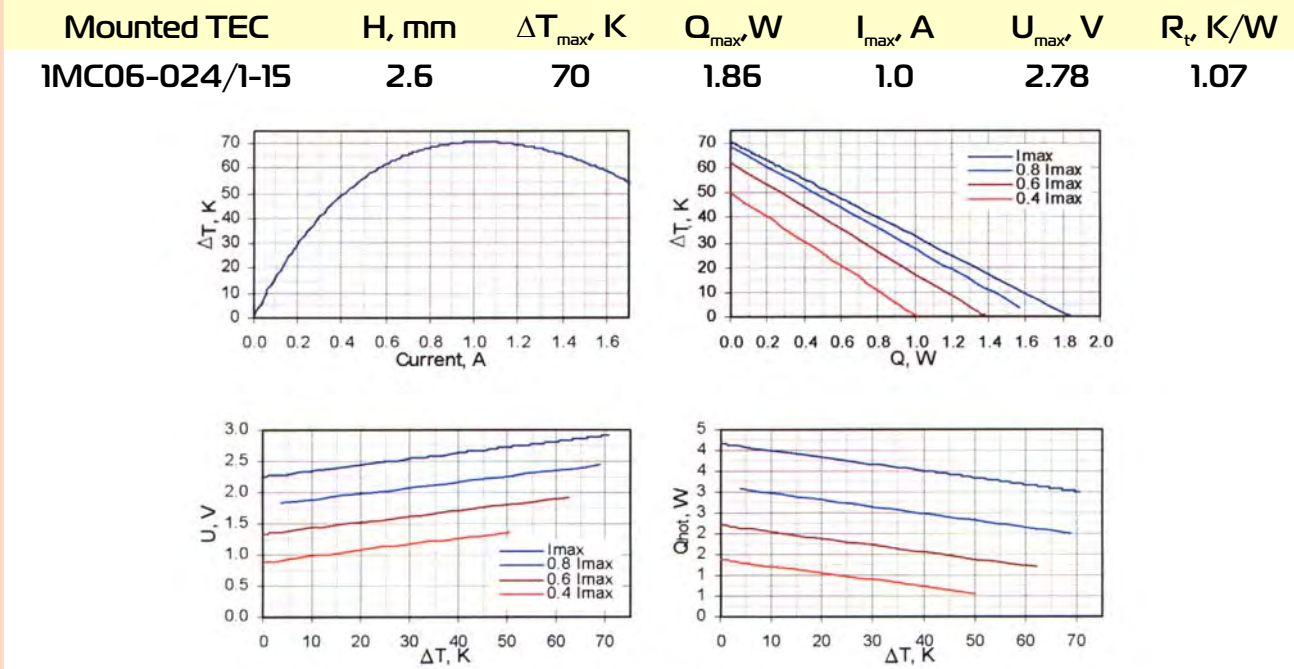 Mounted TEC H, mm ΔTmax, K Qmax,W Imax, A Umax, V Rt, K/W
1MC06-024/1-15 2.6 70 1.86 1.0 2.78 1.07
70
60
50
40
30
20
10
0
ΔT, K
0.0 0.2 0.4 0.6 0.8 1.0 1.2 1.4 1.6
Current, A
70
60
50
40
30
20
10
0
ΔT, K
Imax
0.8 Imax
0.6 Imax
0.4 Imax
0.0 0.2 0.4 0.6 0.8 1.0 1.2 1.4 1.6 1.8 2.0
Q, W
3.0
2.5
2.0
1.5
1.0
0.5
0.0
U, V
Imax
0.8 Imax
0.6 Imax
0.4 Imax
0 10 20 30 40 50 60 70
ΔT, K
5
4
4
3
3
2
2
1
1
0
Qhot, W
0 10 20 30 40 50 60 70
ΔT, K